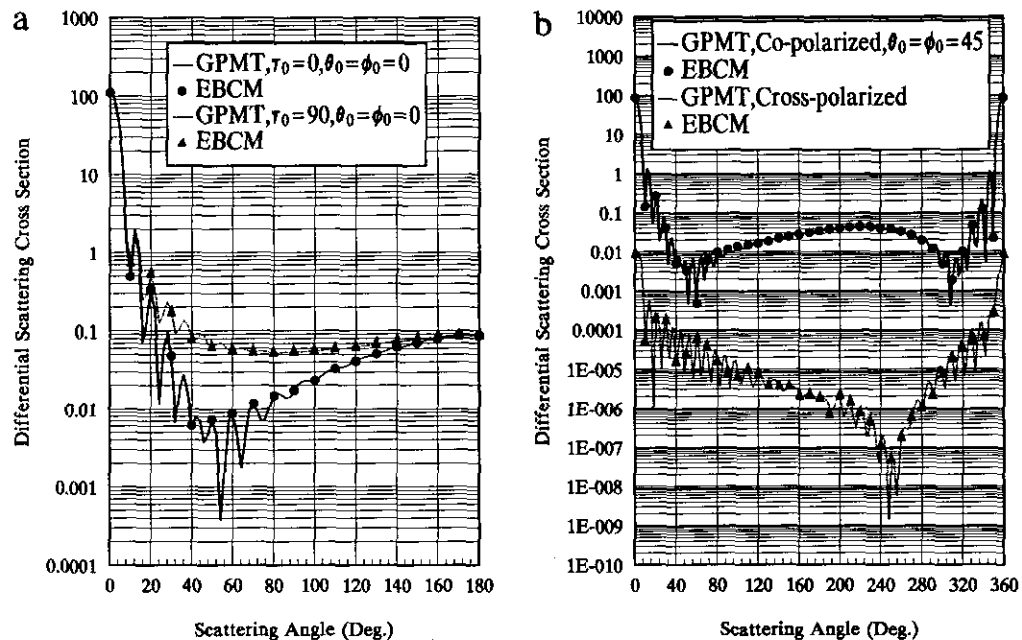 a
Differential Scattering Cross Section
1000
100
10
1
0.1
0.01
0.001
0.0001
GPMT,τ₀=0,θ₀=ϕ₀=0
EBCM
GPMT,τ₀=90,θ₀=ϕ₀=0
EBCM
0 20 40 60 80 100 120 140 160 180
Scattering Angle (Deg.)
b
Differential Scattering Cross Section
10000
1000
100
10
1
0.1
0.01
0.001
0.0001
1E-005
1E-006
1E-007
1E-008
1E-009
1E-010
GPMT,Co-polarized,θ₀=ϕ₀=45
EBCM
GPMT,Cross-polarized
EBCM
0 40 80 120 160 200 240 280 320 360
Scattering Angle (Deg.)